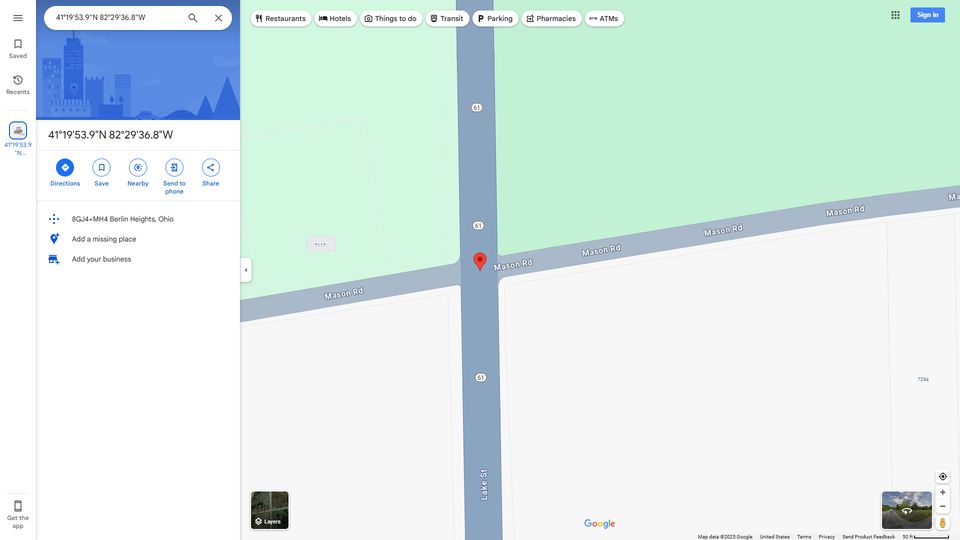 41°19'53.9"N 82°29'36.8"W
Restaurants
Hotels
Things to do
Transit
Parking
Pharmacies
ATMs
Sign in
Saved
Recents
41°19'53.9
"N...
Get the
app
41°19'53.9"N 82°29'36.8"W
Directions
Save
Nearby
Send to
phone
Share
8GJ4+MH4 Berlin Heights, Ohio
Add a missing place
Add your business
61
61
7117
Mason Rd
Mason Rd
Mason Rd
Mason Rd
Mason Rd
Ma
61
7294
Lake St
Layers
Google
Map data ©2025 Google
United States
Terms
Privacy
Send Product Feedback
50 ft